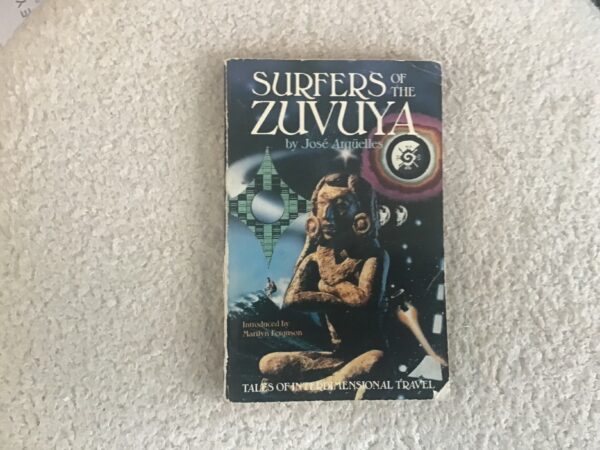 SURFERS OF
THE
ZUVUYA
by José Argüelles
Introduced by
Marilyn Ferguson
TALES OF INTERDIMENSIONAL TRAVEL